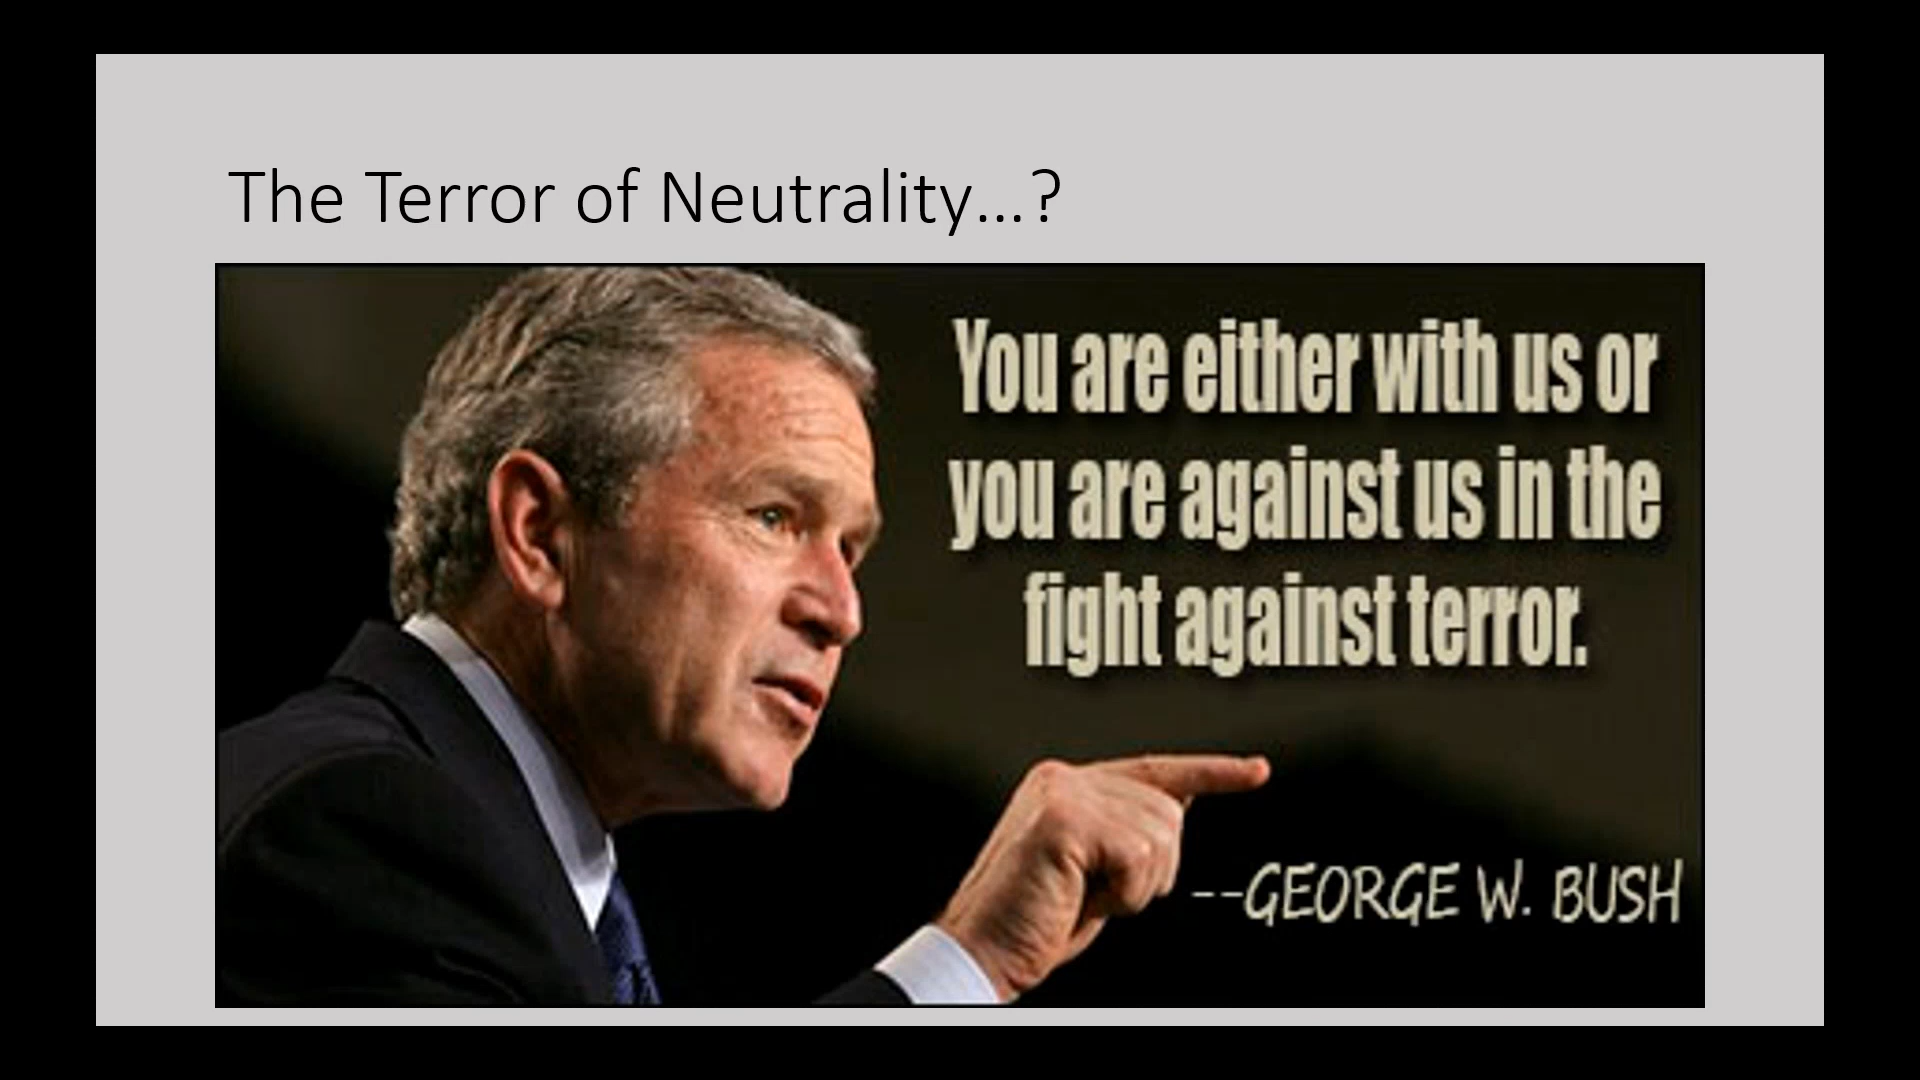 The Terror of Neutrality...?
You are either with us or
you are against us in the
fight against terror.
--GEORGE W. BUSH